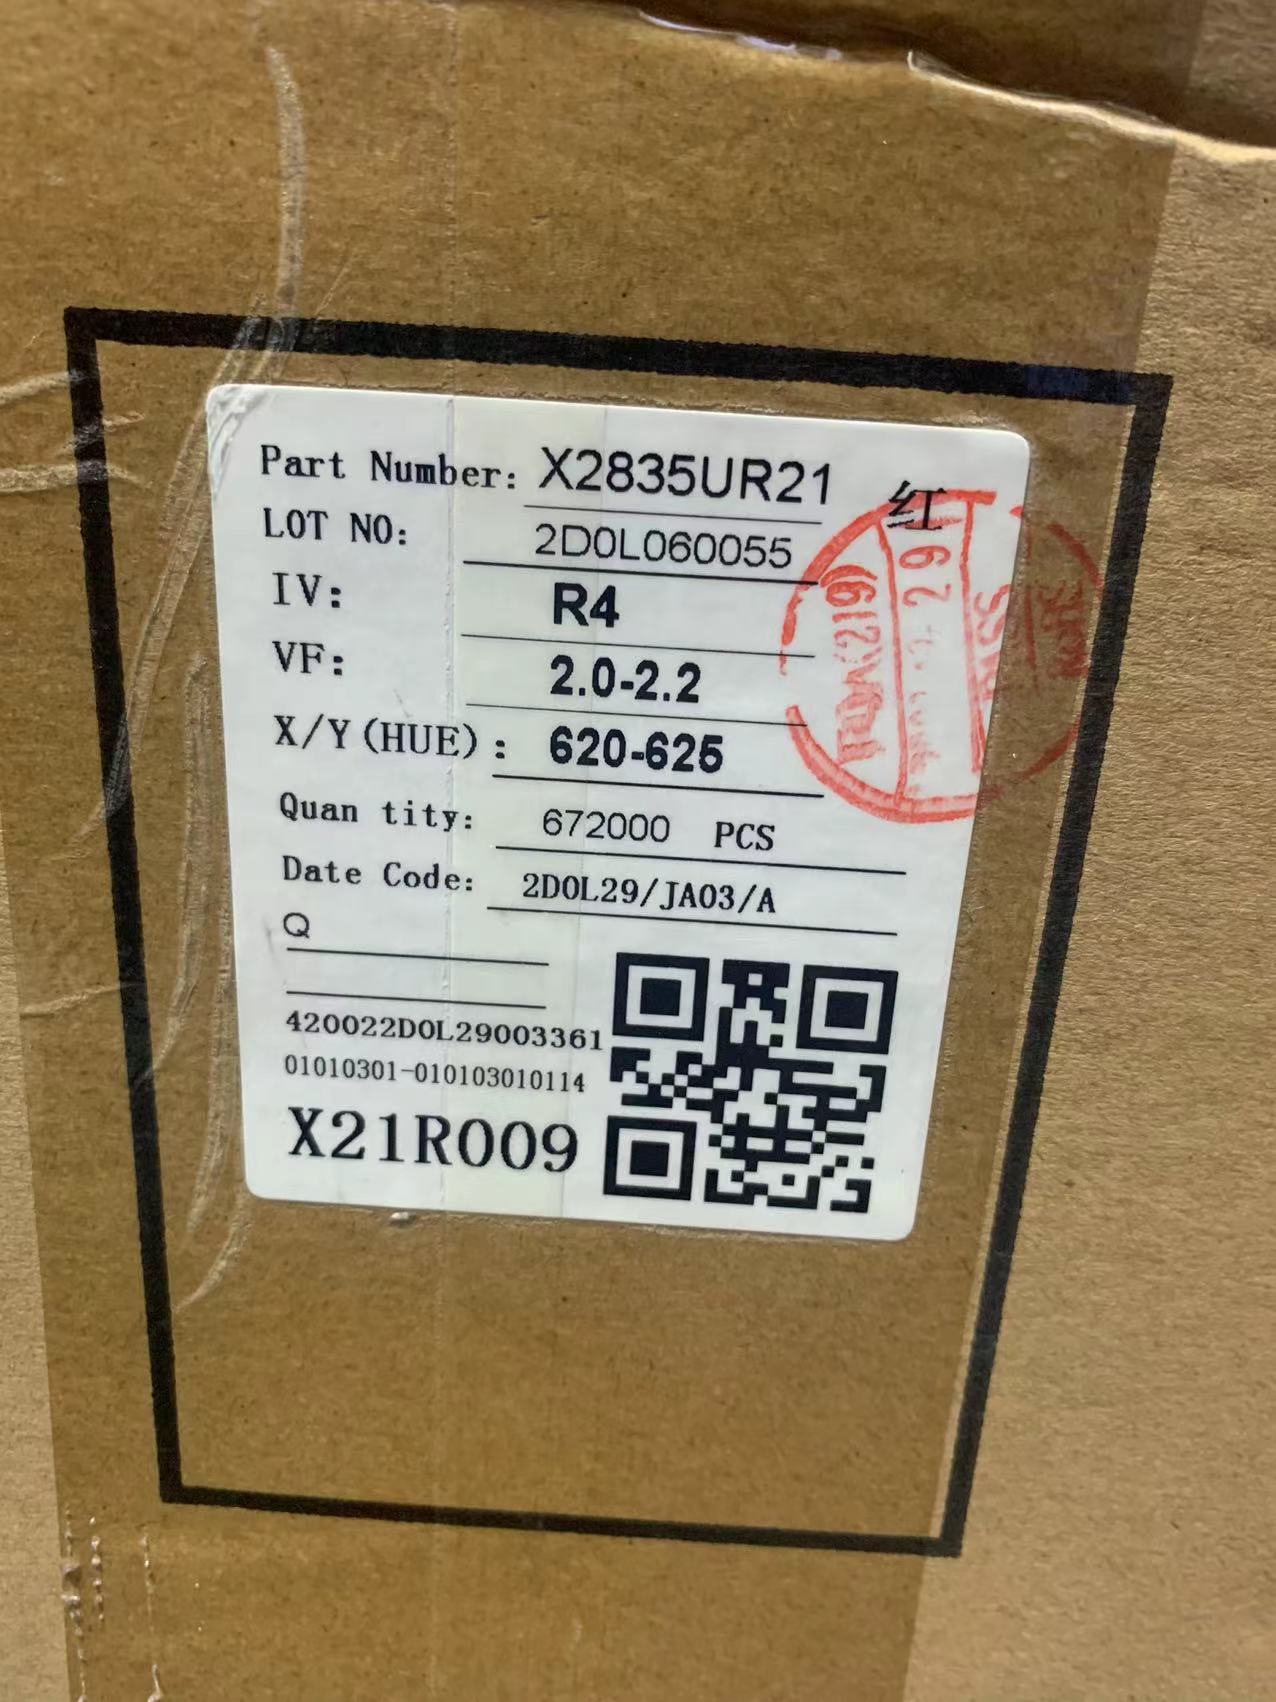 Part Number: X2835UR21 红
LOT NO: 2D0L060055
IV: R4
VF: 2.0-2.2
X/Y(HUE): 620-625
Quan tity: 672000 PCS
Date Code: 2D0L29/JA03/A
Q
420022D0L29003361
01010301-010103010114
X21R009